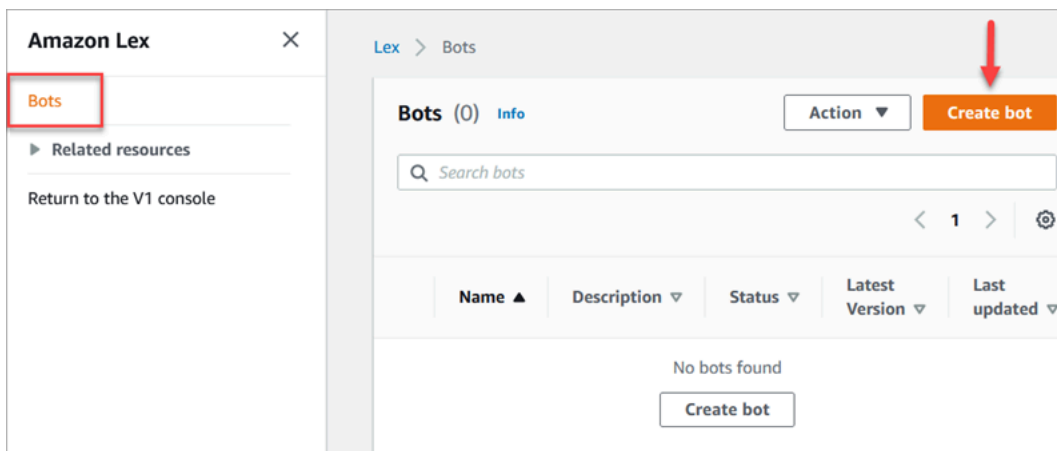 Amazon Lex
Bots
Related resources
Return to the V1 console
Lex > Bots
Bots (0) Info
Action
Create bot
Search bots
1
Name
Description
Status
Latest
Version
Last
updated
No bots found
Create bot